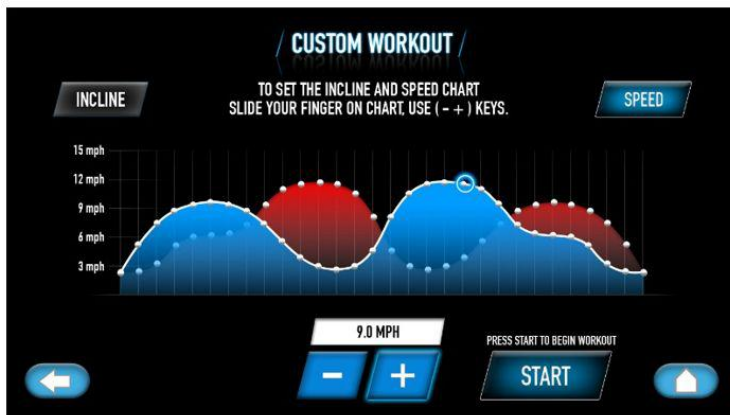 CUSTOM WORKOUT
INCLINE
TO SET THE INCLINE AND SPEED CHART
SLIDE YOUR FINGER ON CHART, USE ( - + ) KEYS.
SPEED
15 mph
12 mph
9 mph
6 mph
3 mph
9.0 MPH
- +
PRESS START TO BEGIN WORKOUT
START